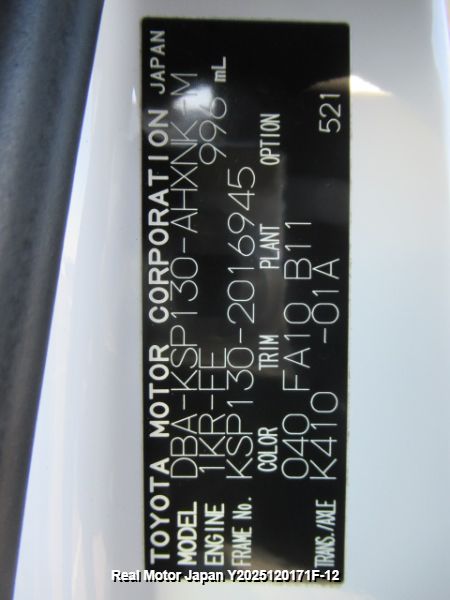 TOYOTA MOTOR CORPORATION JAPAN
MODEL DBA-KSP130-AHXNK-M
ENGINE 1KR-FE 996 mL
FRAME No. KSP130-2016945
COLOR TRIM PLANT OPTION
040 FA10 B11
TRANS./AXLE K410 -01A 521
Real Motor Japan Y2025120171F-12